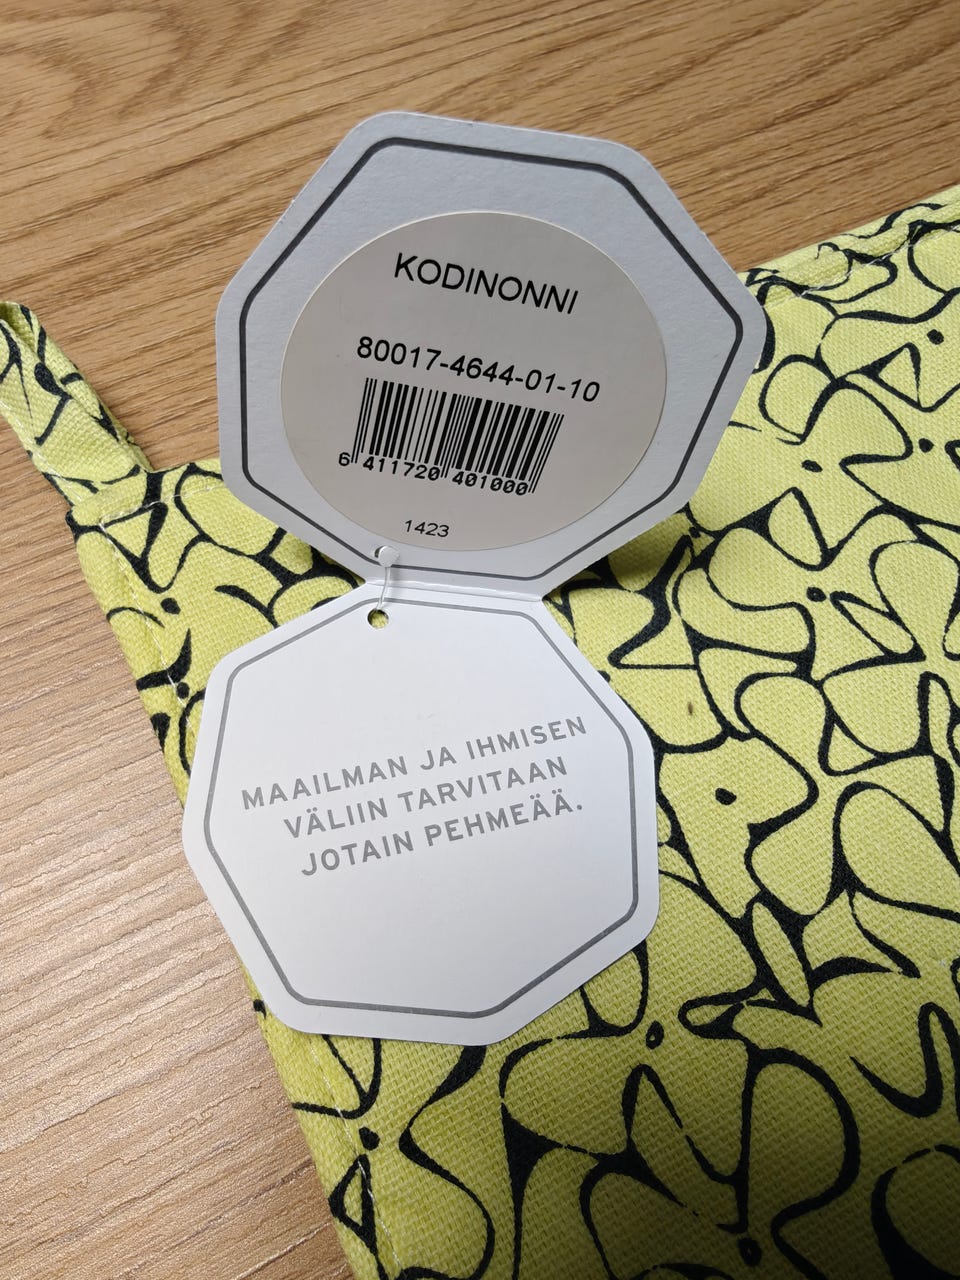 KODINONNI
80017-4644-01-10
6 411720 401000
1423
MAAILMAN JA IHMISEN
VÄLIIN TARVITAAN
JOTAIN PEHMEÄÄ.